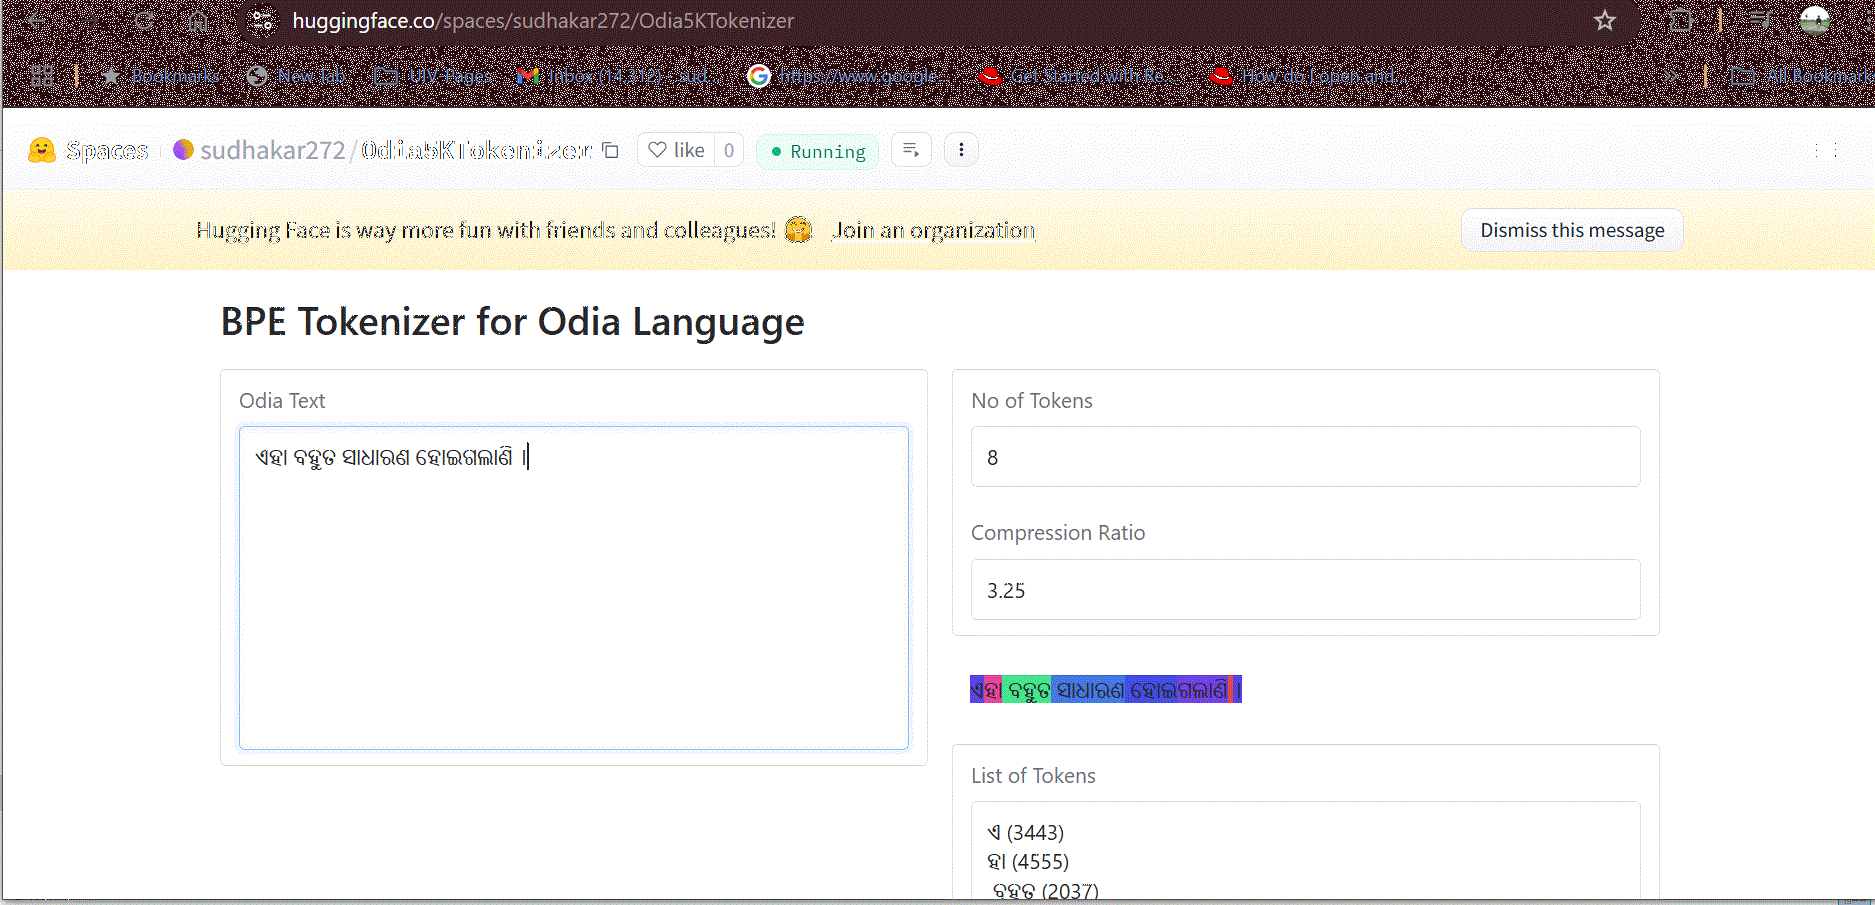 huggingface.co/spaces/sudhakar272/Odia5KTokenizer
Bookmarks New Tab UIV-Pages Inbox (14,912) - sud... https://www.google... Get Started with Re... How do I open and... All Bookmarks
Spaces sudhakar272/Odia5KTokenizer like 0 Running
Hugging Face is way more fun with friends and colleagues! 🤗 Join an organization Dismiss this message
BPE Tokenizer for Odia Language
Odia Text
ଏହା ବହୁତ ସାଧାରଣ ହୋଇଗଲାଣି ।
No of Tokens
8
Compression Ratio
3.25
ଏହା ବହୁତ ସାଧାରଣ ହୋଇଗଲାଣି ।
List of Tokens
ଏ (3443)
ହା (4555)
ବହୁତ (2037)